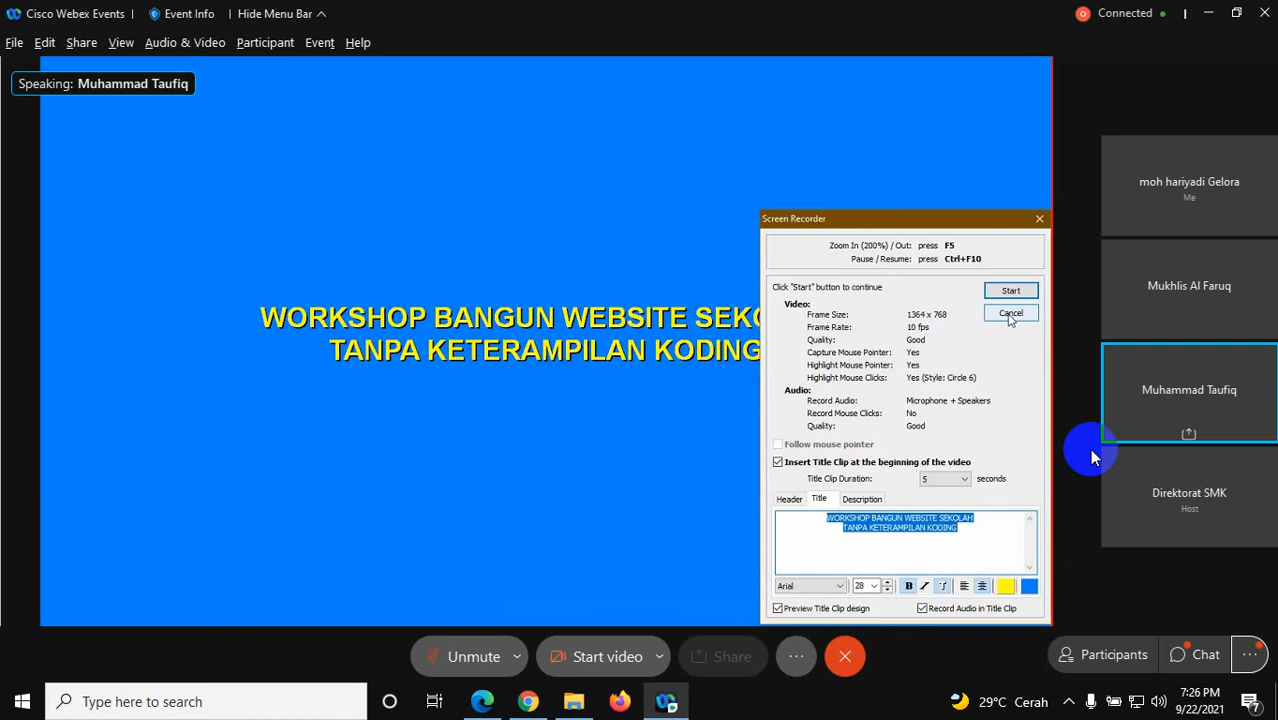 Cisco Webex Events
Event Info
Hide Menu Bar
Connected
File Edit Share View Audio & Video Participant Event Help
Speaking: Muhammad Taufiq
WORKSHOP BANGUN WEBSITE SEKO
TANPA KETERAMPILAN KODING
Screen Recorder
Zoom In (200%) / Out: press F5
Pause / Resume: press Ctrl+F10
Click "Start" button to continue
Start
Cancel
Video:
Frame Size: 1364 x 768
Frame Rate: 10 fps
Quality: Good
Capture Mouse Pointer: Yes
Highlight Mouse Pointer: Yes
Highlight Mouse Clicks: Yes (Style: Circle 6)
Audio:
Record Audio: Microphone + Speakers
Record Mouse Clicks: No
Quality: Good
Follow mouse pointer
Insert Title Clip at the beginning of the video
Title Clip Duration: 5 seconds
Header Title Description
WORKSHOP BANGUN WEBSITE SEKOLAH
TANPA KETERAMPILAN KODING
Arial 28 B I T
Preview Title Clip design
Record Audio in Title Clip
moh hariyadi Gelora
Me
Mukhlis Al Faruq
Muhammad Taufiq
Direktorat SMK
Host
Unmute
Start video
Share
Participants
Chat
Type here to search
29°C Cerah
7:26 PM
9/22/2021
7